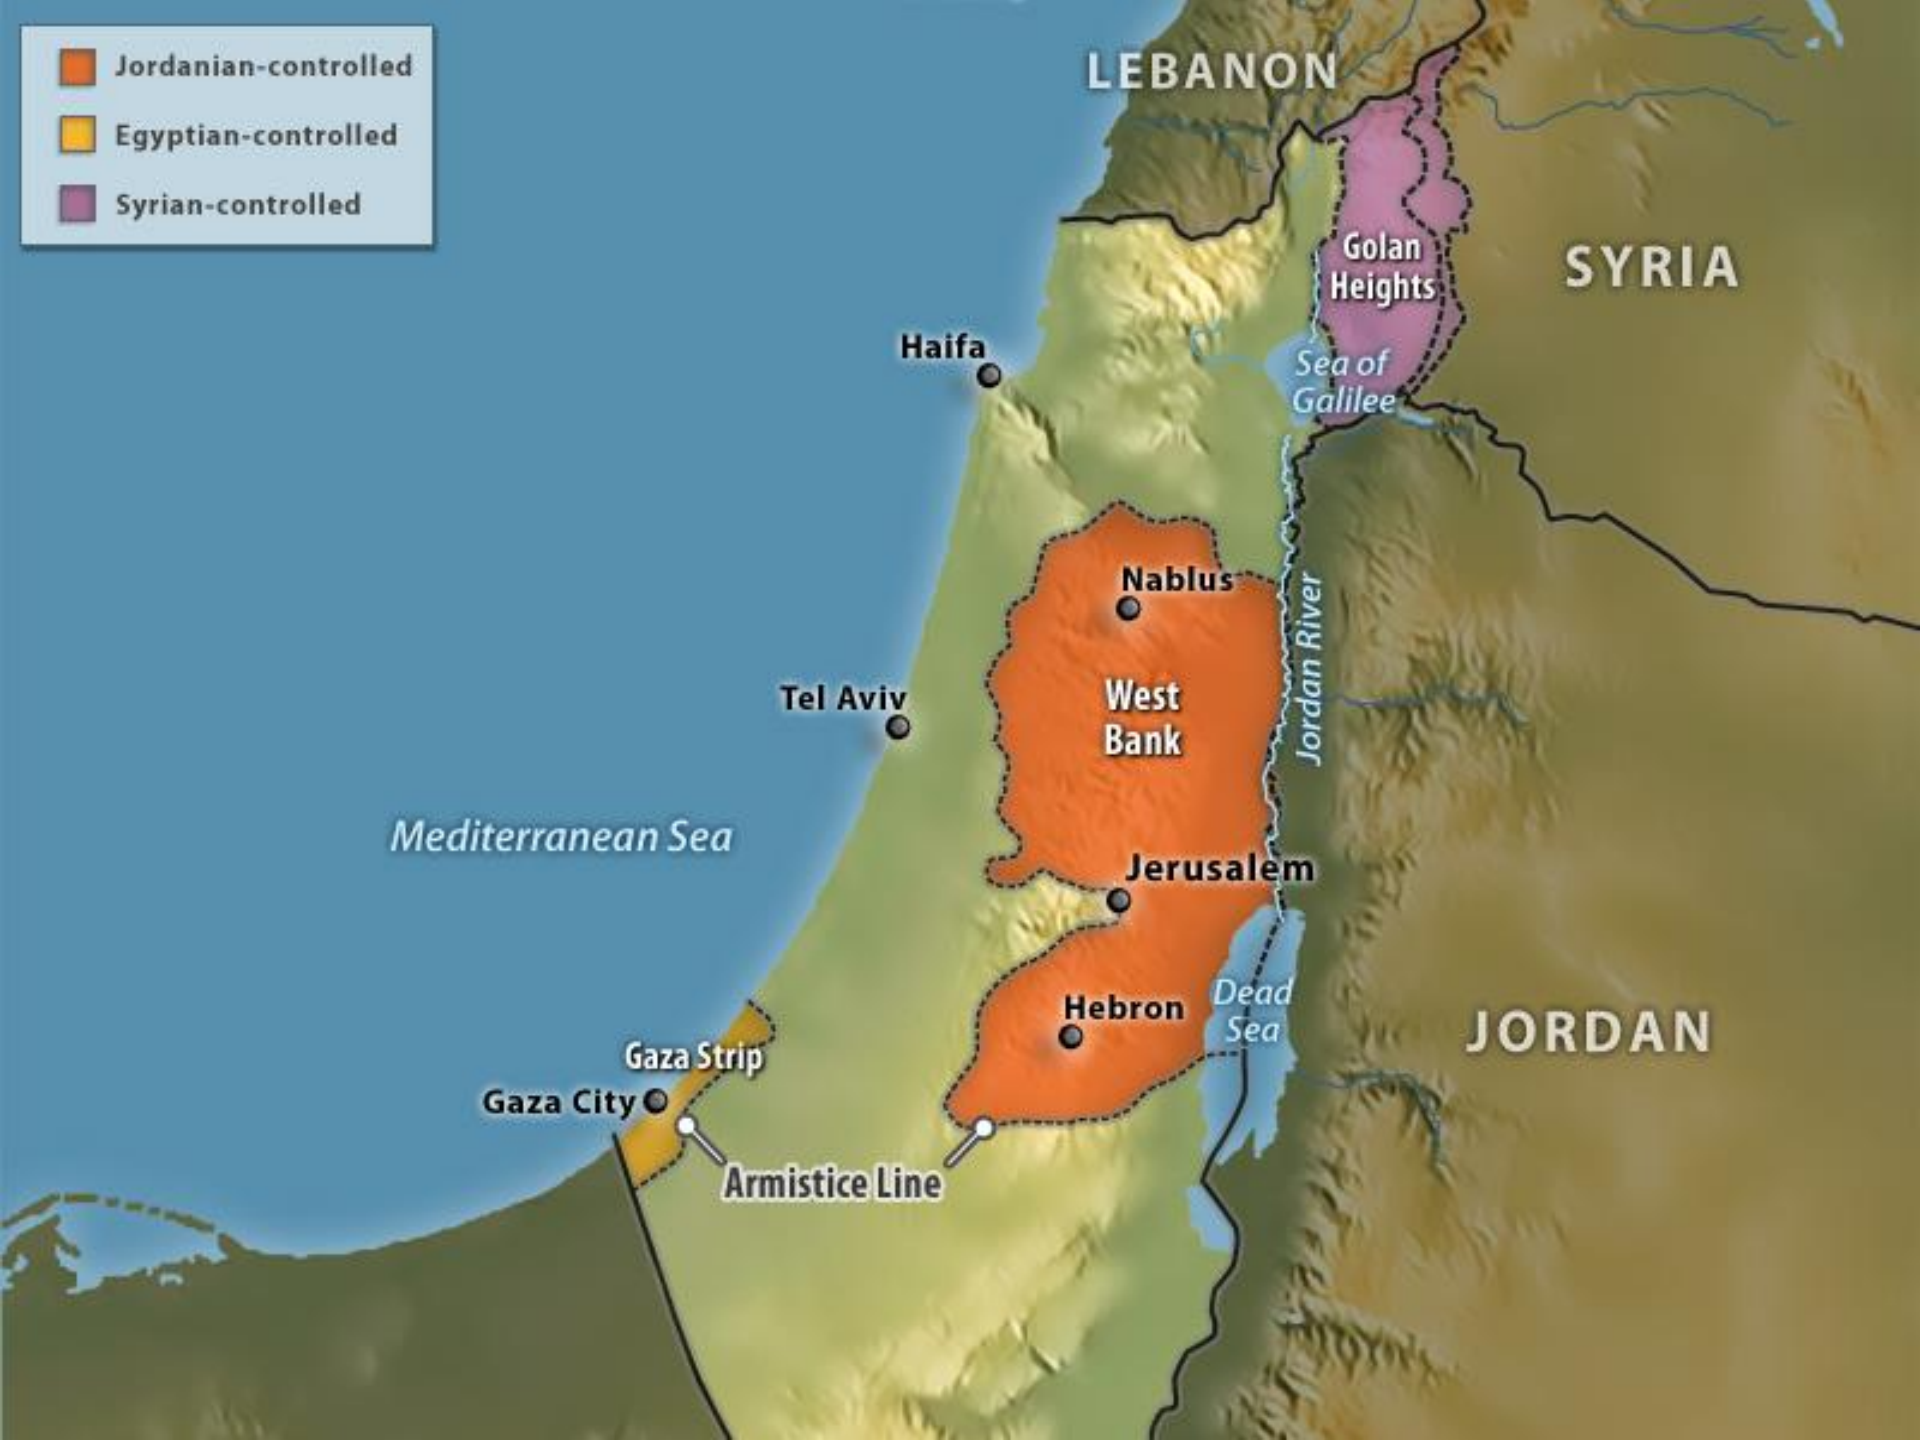 Jordanian-controlled
Egyptian-controlled
Syrian-controlled
LEBANON
Golan
Heights
SYRIA
Haifa
Sea of
Galilee
Nablus
Jordan River
West
Bank
Tel Aviv
Mediterranean Sea
Jerusalem
Dead
Sea
Hebron
JORDAN
Gaza Strip
Gaza City
Armistice Line